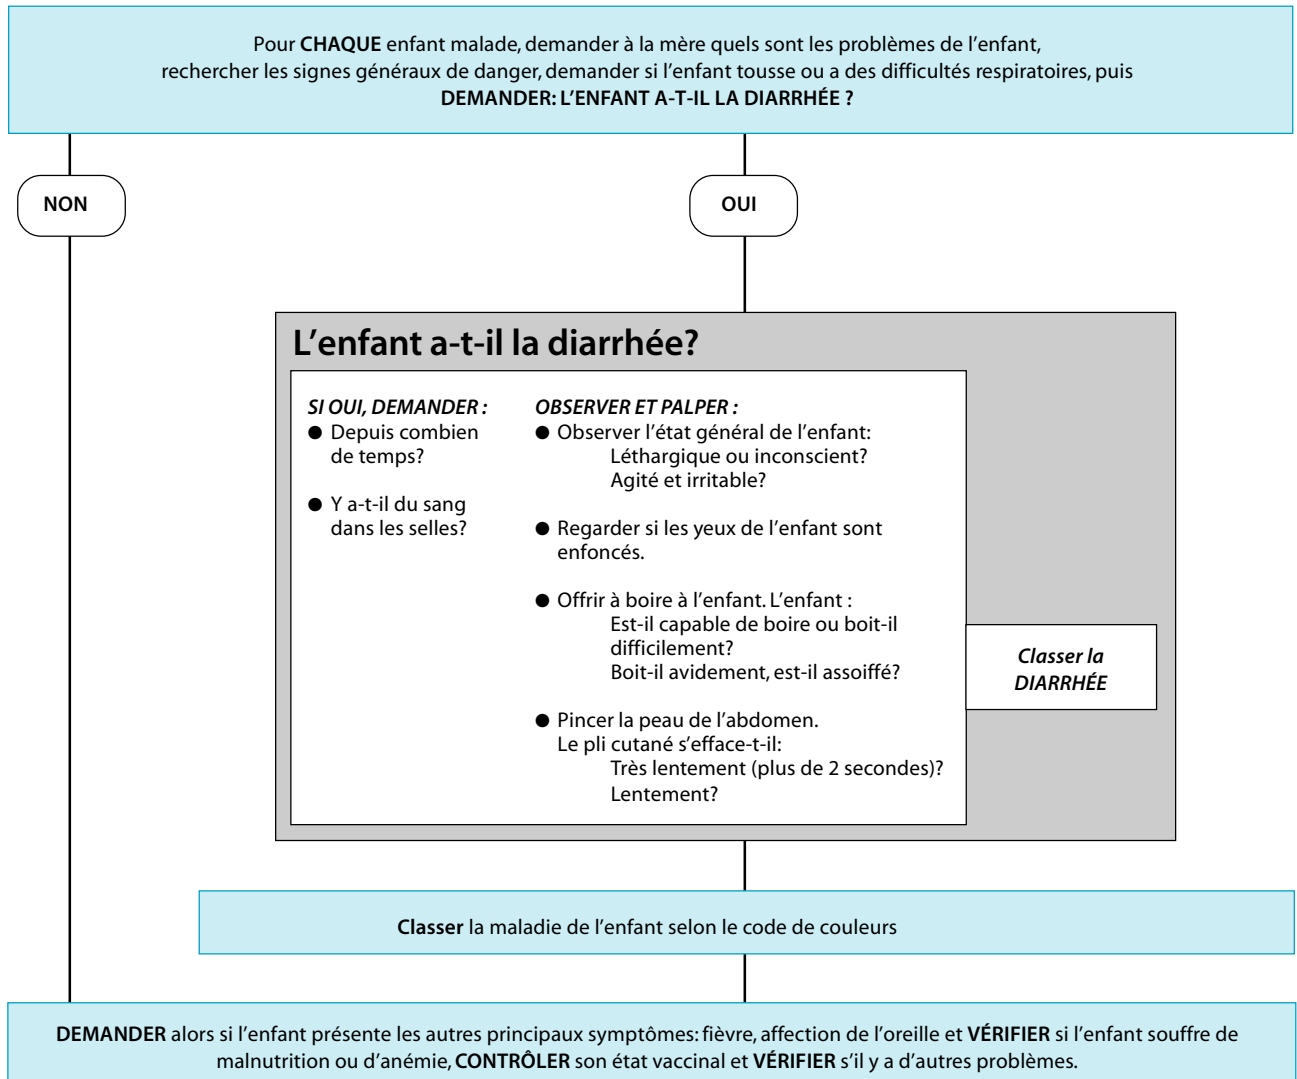 Pour CHAQUE enfant malade, demander à la mère quels sont les problèmes de l'enfant,
rechercher les signes généraux de danger, demander si l'enfant tousse ou a des difficultés respiratoires, puis
DEMANDER: L'ENFANT A-T-IL LA DIARRHÉE ?
NON
OUI
L'enfant a-t-il la diarrhée?
SI OUI, DEMANDER :
● Depuis combien
de temps?
● Y a-t-il du sang
dans les selles?
OBSERVER ET PALPER :
● Observer l'état général de l'enfant:
Léthargique ou inconscient?
Agité et irritable?
● Regarder si les yeux de l'enfant sont
enfoncés.
● Offrir à boire à l'enfant. L'enfant :
Est-il capable de boire ou boit-il
difficilement?
Boit-il avidement, est-il assoiffé?
● Pincer la peau de l'abdomen.
Le pli cutané s'efface-t-il:
Très lentement (plus de 2 secondes)?
Lentement?
Classer la
DIARRHÉE
Classer la maladie de l'enfant selon le code de couleurs
DEMANDER alors si l'enfant présente les autres principaux symptômes: fièvre, affection de l'oreille et VÉRIFIER si l'enfant souffre de
malnutrition ou d'anémie, CONTRÔLER son état vaccinal et VÉRIFIER s'il y a d'autres problèmes.